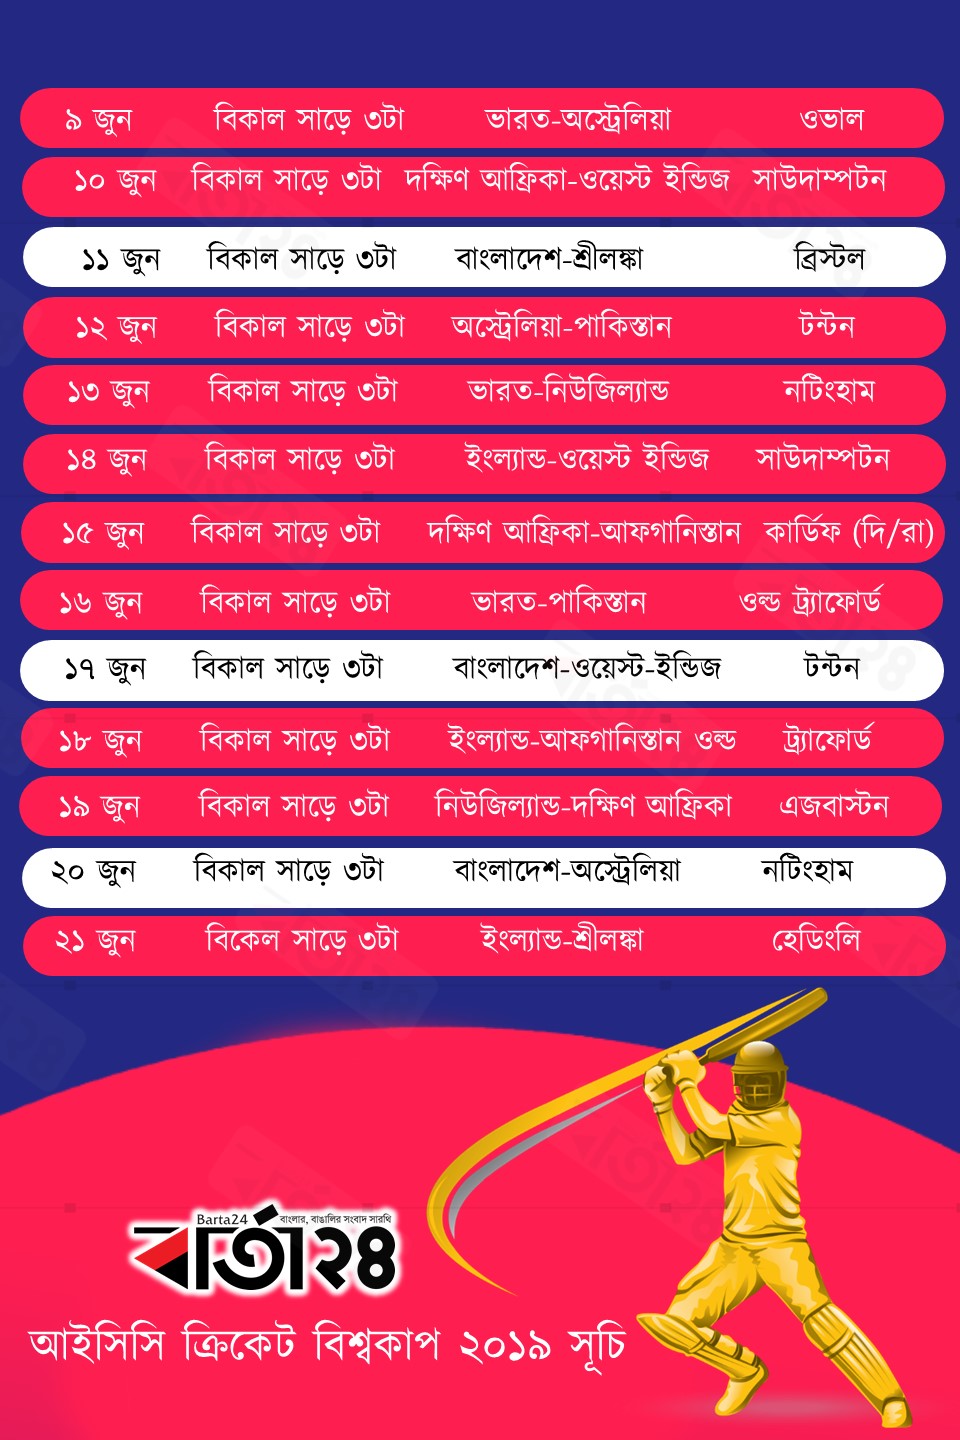 ৯ জুন বিকাল সাড়ে ৩টা ভারত-অস্ট্রেলিয়া ওভাল
১০ জুন বিকাল সাড়ে ৩টা দক্ষিণ আফ্রিকা-ওয়েস্ট ইন্ডিজ সাউদাম্পটন
১১ জুন বিকাল সাড়ে ৩টা বাংলাদেশ-শ্রীলঙ্কা ব্রিস্টল
১২ জুন বিকাল সাড়ে ৩টা অস্ট্রেলিয়া-পাকিস্তান টন্টন
১৩ জুন বিকাল সাড়ে ৩টা ভারত-নিউজিল্যান্ড নটিংহাম
১৪ জুন বিকাল সাড়ে ৩টা ইংল্যান্ড-ওয়েস্ট ইন্ডিজ সাউদাম্পটন
১৫ জুন বিকাল সাড়ে ৩টা দক্ষিণ আফ্রিকা-আফগানিস্তান কার্ডিফ (দি/রা)
১৬ জুন বিকাল সাড়ে ৩টা ভারত-পাকিস্তান ওল্ড ট্র্যাফোর্ড
১৭ জুন বিকাল সাড়ে ৩টা বাংলাদেশ-ওয়েস্ট-ইন্ডিজ টন্টন
১৮ জুন বিকাল সাড়ে ৩টা ইংল্যান্ড-আফগানিস্তান ওল্ড ট্র্যাফোর্ড
১৯ জুন বিকাল সাড়ে ৩টা নিউজিল্যান্ড-দক্ষিণ আফ্রিকা এজবাস্টন
২০ জুন বিকাল সাড়ে ৩টা বাংলাদেশ-অস্ট্রেলিয়া নটিংহাম
২১ জুন বিকেল সাড়ে ৩টা ইংল্যান্ড-শ্রীলঙ্কা হেডিংলি
Barta24 বাংলার, বাঙালির সংবাদ সারথি
বার্তা২৪
আইসিসি ক্রিকেট বিশ্বকাপ ২০১৯ সূচি